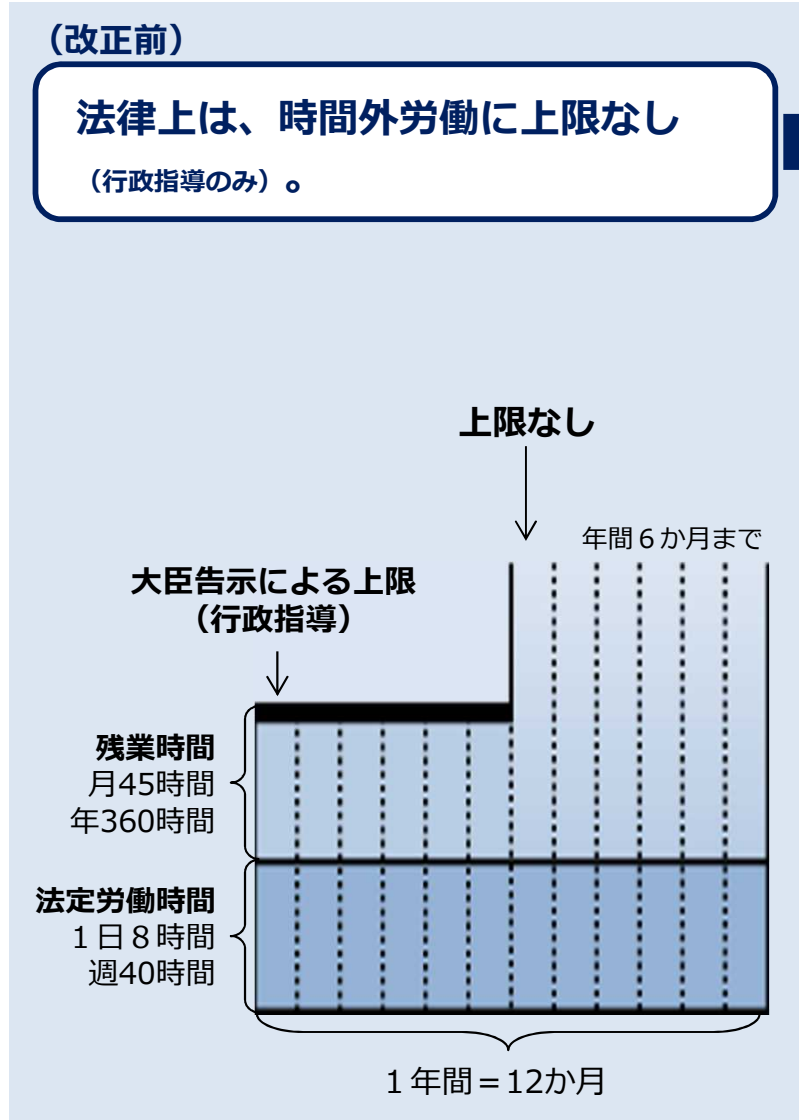 （改正前）
法律上は、時間外労働に上限なし
（行政指導のみ）。
上限なし
年間６か月まで
大臣告示による上限
（行政指導）
残業時間
月45時間
年360時間
法定労働時間
１日８時間
週40時間
１年間＝12か月